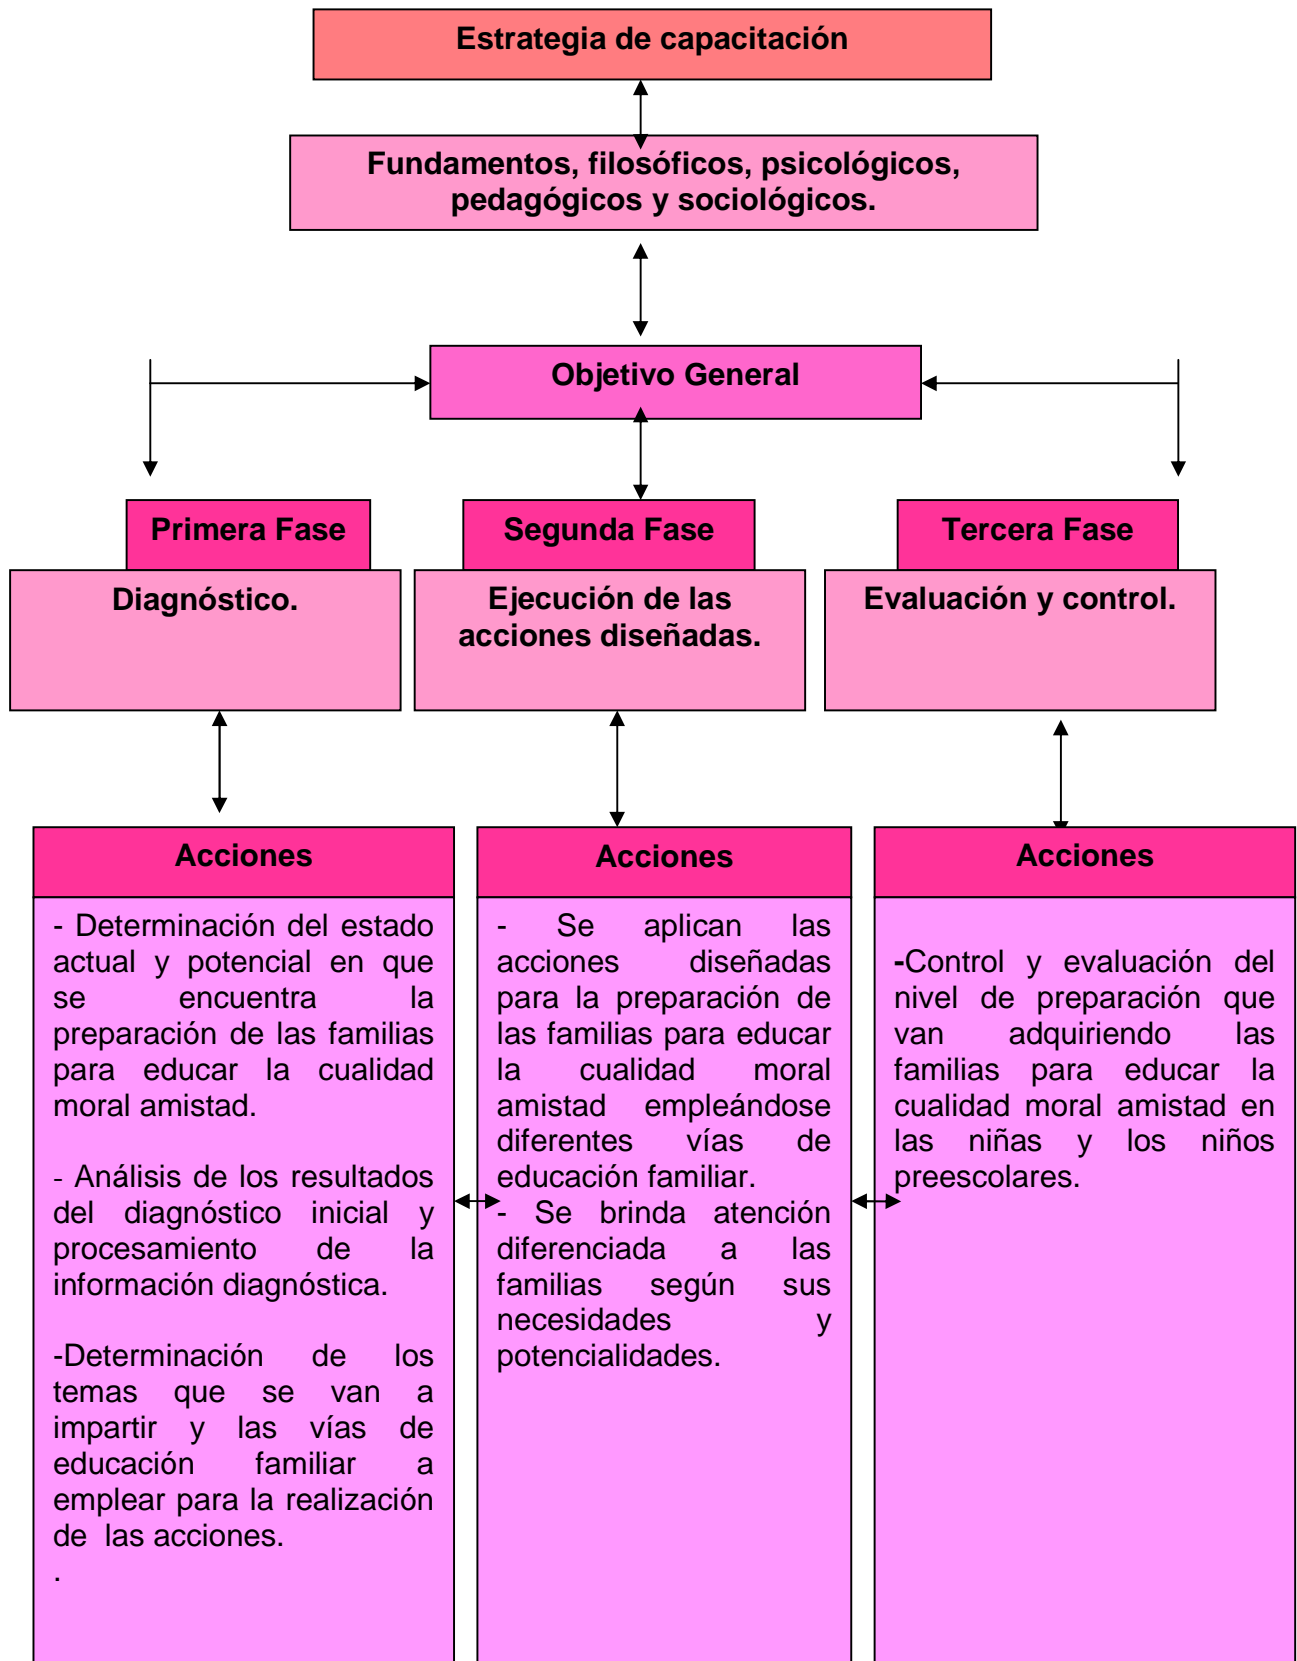 Estrategia de capacitación
Fundamentos, filosóficos, psicológicos,
pedagógicos y sociológicos.
Objetivo General
Primera Fase
Diagnóstico.
Segunda Fase
Ejecución de las
acciones diseñadas.
Tercera Fase
Evaluación y control.
Acciones
- Determinación del estado
actual y potencial en que
se encuentra la
preparación de las familias
para educar la cualidad
moral amistad.
- Análisis de los resultados
del diagnóstico inicial y
procesamiento de la
información diagnóstica.
-Determinación de los
temas que se van a
impartir y las vías de
educación familiar a
emplear para la realización
de las acciones.
.
Acciones
- Se aplican las
acciones diseñadas
para la preparación de
las familias para educar
la cualidad moral
amistad empleándose
diferentes vías de
educación familiar.
- Se brinda atención
diferenciada a las
familias según sus
necesidades y
potencialidades.
Acciones
-Control y evaluación del
nivel de preparación que
van adquiriendo las
familias para educar la
cualidad moral amistad en
las niñas y los niños
preescolares.